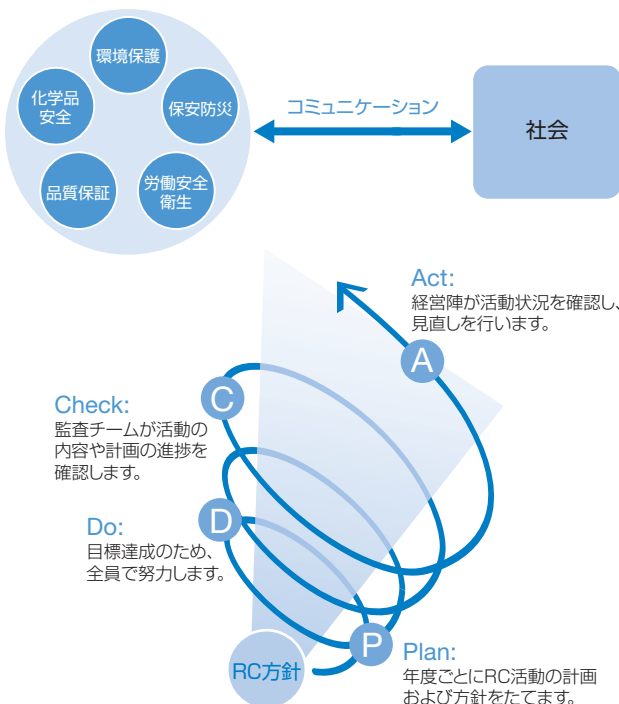 環境保護
化学品
安全
保安防災
品質保証
労働安全
衛生
コミュニケーション
社会
Act:
経営陣が活動状況を確認し、
見直しを行います。
A
C
Check:
監査チームが活動の
内容や計画の進捗を
確認します。
D
Do:
目標達成のため、
全員で努力します。
P
RC方針
Plan:
年度ごとにRC活動の計画
および方針をたてます。